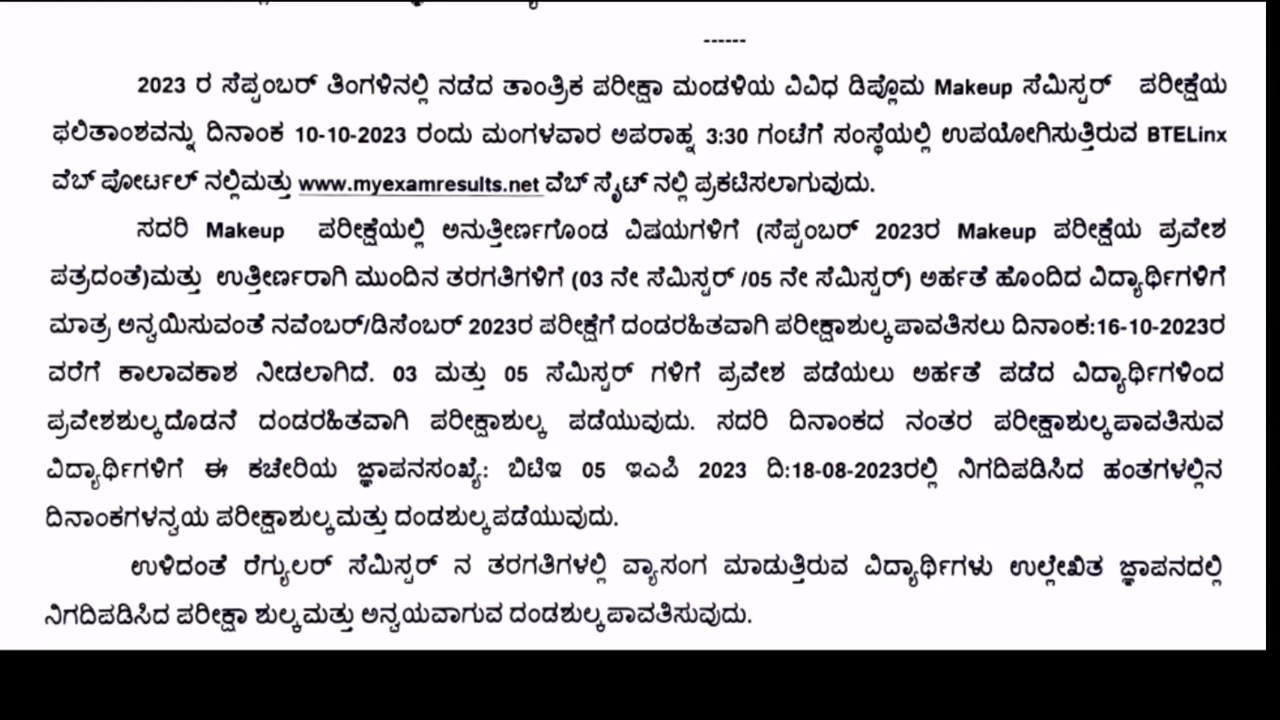 ------
2023 ರ ಸೆಪ್ಟಂಬರ್ ತಿಂಗಳಿನಲ್ಲಿ ನಡೆದ ತಾಂತ್ರಿಕ ಪರೀಕ್ಷಾ ಮಂಡಳಿಯ ವಿವಿಧ ಡಿಪ್ಲೊಮ Makeup ಸೆಮಿಸ್ಟರ್ ಪರೀಕ್ಷೆಯ
ಫಲಿತಾಂಶವನ್ನು ದಿನಾಂಕ 10-10-2023 ರಂದು ಮಂಗಳವಾರ ಅಪರಾಹ್ನ 3:30 ಗಂಟೆಗೆ ಸಂಸ್ಥೆಯಲ್ಲಿ ಉಪಯೋಗಿಸುತ್ತಿರುವ BTELinx
ವೆಬ್ ಪೋರ್ಟಲ್ ನಲ್ಲಿಮತ್ತು www.myexamresults.net ವೆಬ್ ಸೈಟ್ ನಲ್ಲಿ ಪ್ರಕಟಿಸಲಾಗುವುದು.
ಸದರಿ Makeup ಪರೀಕ್ಷೆಯಲ್ಲಿ ಅನುತ್ತೀರ್ಣಗೊಂಡ ವಿಷಯಗಳಿಗೆ (ಸೆಪ್ಟಂಬರ್ 2023ರ Makeup ಪರೀಕ್ಷೆಯ ಪ್ರವೇಶ
ಪತ್ರದಂತೆ)ಮತ್ತು ಉತ್ತೀರ್ಣರಾಗಿ ಮುಂದಿನ ತರಗತಿಗಳಿಗೆ (03 ನೇ ಸೆಮಿಸ್ಟರ್ /05 ನೇ ಸೆಮಿಸ್ಟರ್) ಅರ್ಹತೆ ಹೊಂದಿದ ವಿದ್ಯಾರ್ಥಿಗಳಿಗೆ
ಮಾತ್ರ ಅನ್ವಯಿಸುವಂತೆ ನವೆಂಬರ್/ಡಿಸೆಂಬರ್ 2023ರ ಪರೀಕ್ಷೆಗೆ ದಂಡರಹಿತವಾಗಿ ಪರೀಕ್ಷಾಶುಲ್ಕಪಾವತಿಸಲು ದಿನಾಂಕ:16-10-2023ರ
ವರೆಗೆ ಕಾಲಾವಕಾಶ ನೀಡಲಾಗಿದೆ. 03 ಮತ್ತು 05 ಸೆಮಿಸ್ಟರ್ ಗಳಿಗೆ ಪ್ರವೇಶ ಪಡೆಯಲು ಅರ್ಹತೆ ಪಡೆದ ವಿದ್ಯಾರ್ಥಿಗಳಿಂದ
ಪ್ರವೇಶಶುಲ್ಕದೊಡನೆ ದಂಡರಹಿತವಾಗಿ ಪರೀಕ್ಷಾಶುಲ್ಕ ಪಡೆಯುವುದು. ಸದರಿ ದಿನಾಂಕದ ನಂತರ ಪರೀಕ್ಷಾಶುಲ್ಕಪಾವತಿಸುವ
ವಿದ್ಯಾರ್ಥಿಗಳಿಗೆ ಈ ಕಚೇರಿಯ ಜ್ಞಾಪನಸಂಖ್ಯೆ: ಬಿಟಿಇ 05 ಇಎಪಿ 2023 ದಿ:18-08-2023ರಲ್ಲಿ ನಿಗದಿಪಡಿಸಿದ ಹಂತಗಳಲ್ಲಿನ
ದಿನಾಂಕಗಳನ್ವಯ ಪರೀಕ್ಷಾಶುಲ್ಕಮತ್ತು ದಂಡಶುಲ್ಕಪಡೆಯುವುದು.
ಉಳಿದಂತೆ ರೆಗ್ಯುಲರ್ ಸೆಮಿಸ್ಟರ್ ನ ತರಗತಿಗಳಲ್ಲಿ ವ್ಯಾಸಂಗ ಮಾಡುತ್ತಿರುವ ವಿದ್ಯಾರ್ಥಿಗಳು ಉಲ್ಲೇಖಿತ ಜ್ಞಾಪನದಲ್ಲಿ
ನಿಗದಿಪಡಿಸಿದ ಪರೀಕ್ಷಾ ಶುಲ್ಕಮತ್ತು ಅನ್ವಯವಾಗುವ ದಂಡಶುಲ್ಕಪಾವತಿಸುವುದು.